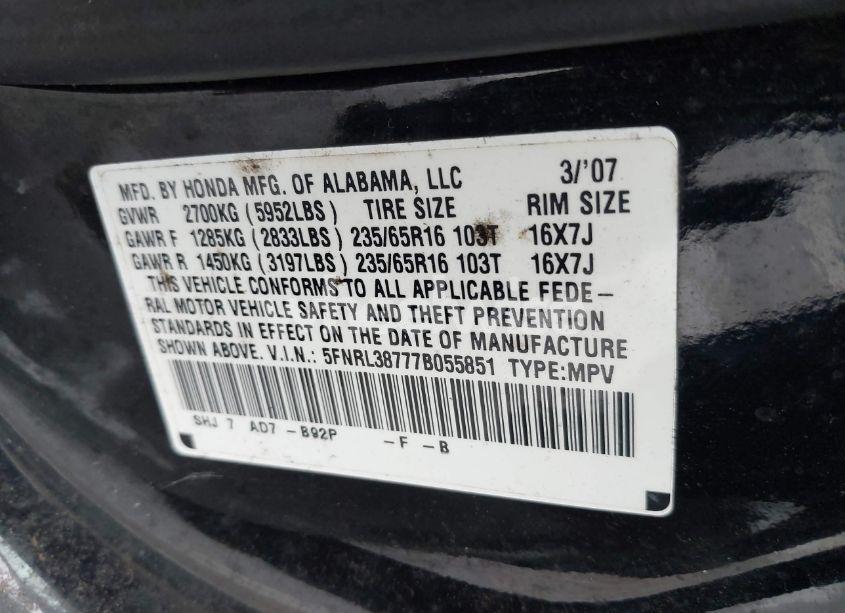 MFD. BY HONDA MFG. OF ALABAMA, LLC 3/'07
GVWR 2700KG (5952LBS) TIRE SIZE RIM SIZE
GAWR F 1285KG (2833LBS) 235/65R16 103T 16X7J
GAWR R 1450KG (3197LBS) 235/65R16 103T 16X7J
THIS VEHICLE CONFORMS TO ALL APPLICABLE FEDE-
RAL MOTOR VEHICLE SAFETY AND THEFT PREVENTION
STANDARDS IN EFFECT ON THE DATE OF MANUFACTURE
SHOWN ABOVE. V.I.N.: 5FNRL38777B055851 TYPE:MPV
SHJ 7 AD7 -B92P -F -B